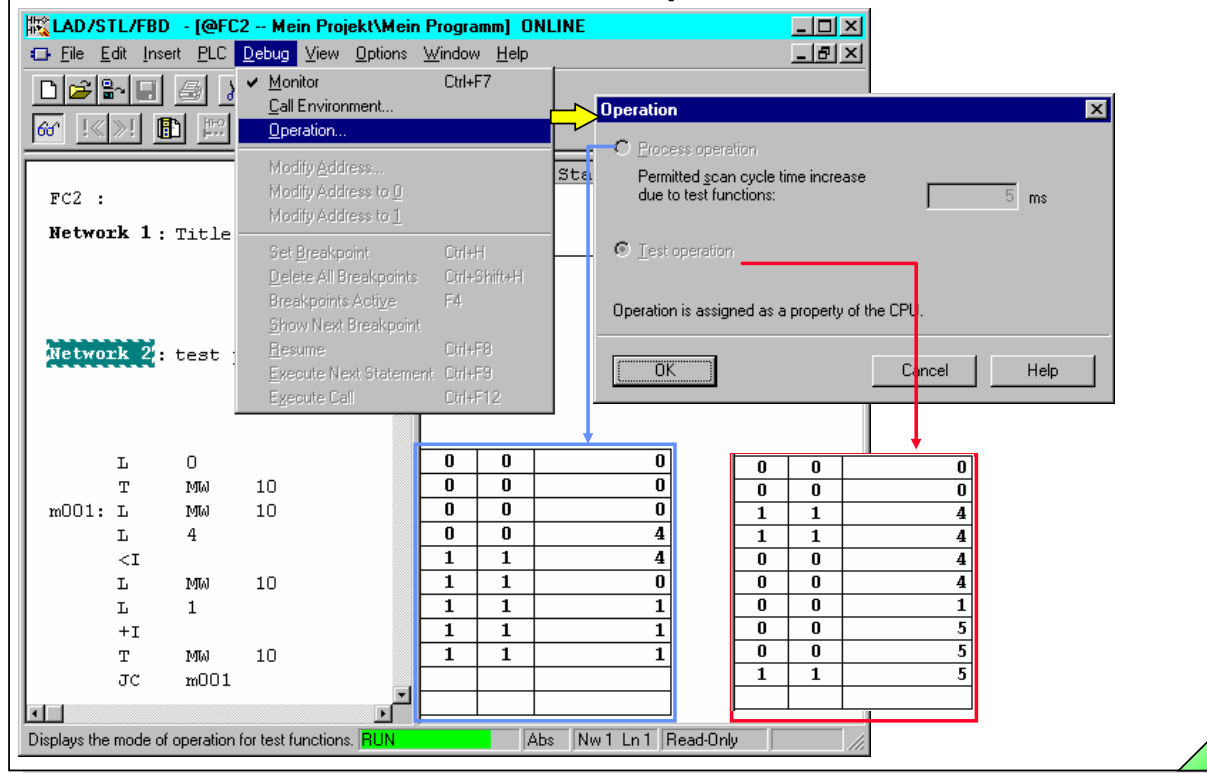 LAD/STL/FBD - [@FC2 -- Mein Projekt\Mein Programm] ONLINE
File Edit Insert PLC Debug View Options Window Help
Monitor Ctrl+F7
Call Environment...
Operation...
Modify Address...
Modify Address to 0
Modify Address to 1
Set Breakpoint Ctrl+H
Delete All Breakpoints Ctrl+Shift+H
Breakpoints Active F4
Show Next Breakpoint
Resume Ctrl+F8
Execute Next Statement Ctrl+F9
Execute Call Ctrl+F12
Operation
Process operation
Permitted scan cycle time increase
due to test functions: 5 ms
Test operation
Operation is assigned as a property of the CPU.
OK Cancel Help
Sta
FC2 :
Network 1 : Title
Network 2 : test
L 0
T MW 10
m001: L MW 10
L 4
<I
L MW 10
L 1
+I
T MW 10
JC m001
0 0 0
0 0 0
0 0 0
0 0 4
1 1 4
1 1 0
1 1 1
1 1 1
1 1 1
0 0 0
0 0 0
1 1 4
1 1 4
0 0 4
0 0 4
0 0 1
0 0 5
0 0 5
1 1 5
Displays the mode of operation for test functions. RUN Abs Nw 1 Ln 1 Read-Only